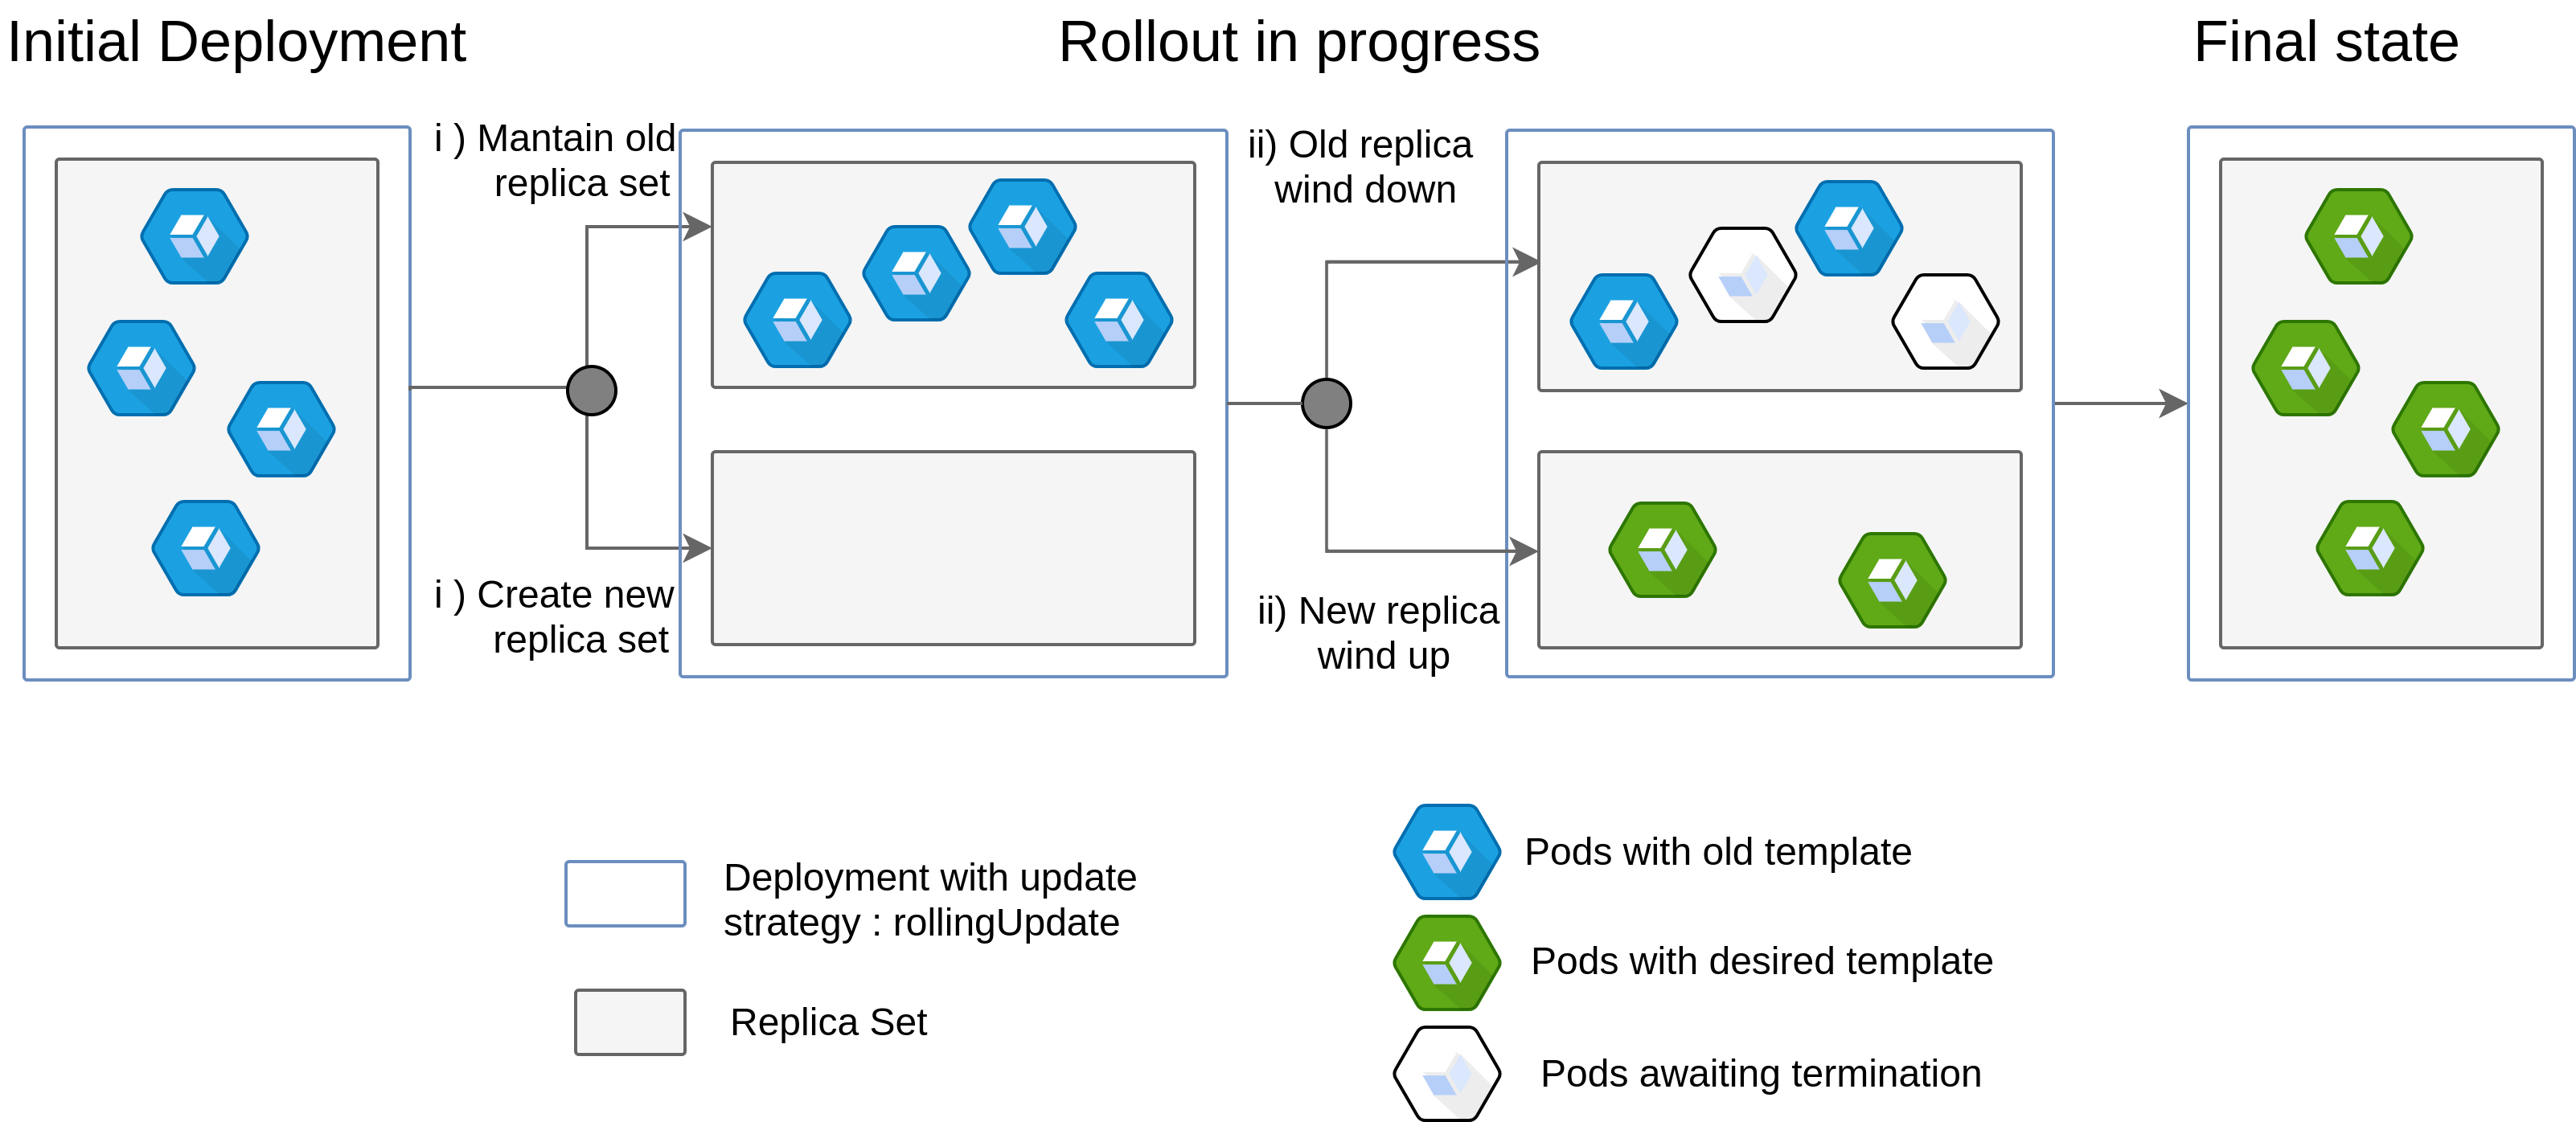 Initial Deployment
Rollout in progress
Final state
i ) Mantain old
replica set
ii) Old replica
wind down
i ) Create new
replica set
ii) New replica
wind up
Deployment with update
strategy : rollingUpdate
Replica Set
Pods with old template
Pods with desired template
Pods awaiting termination